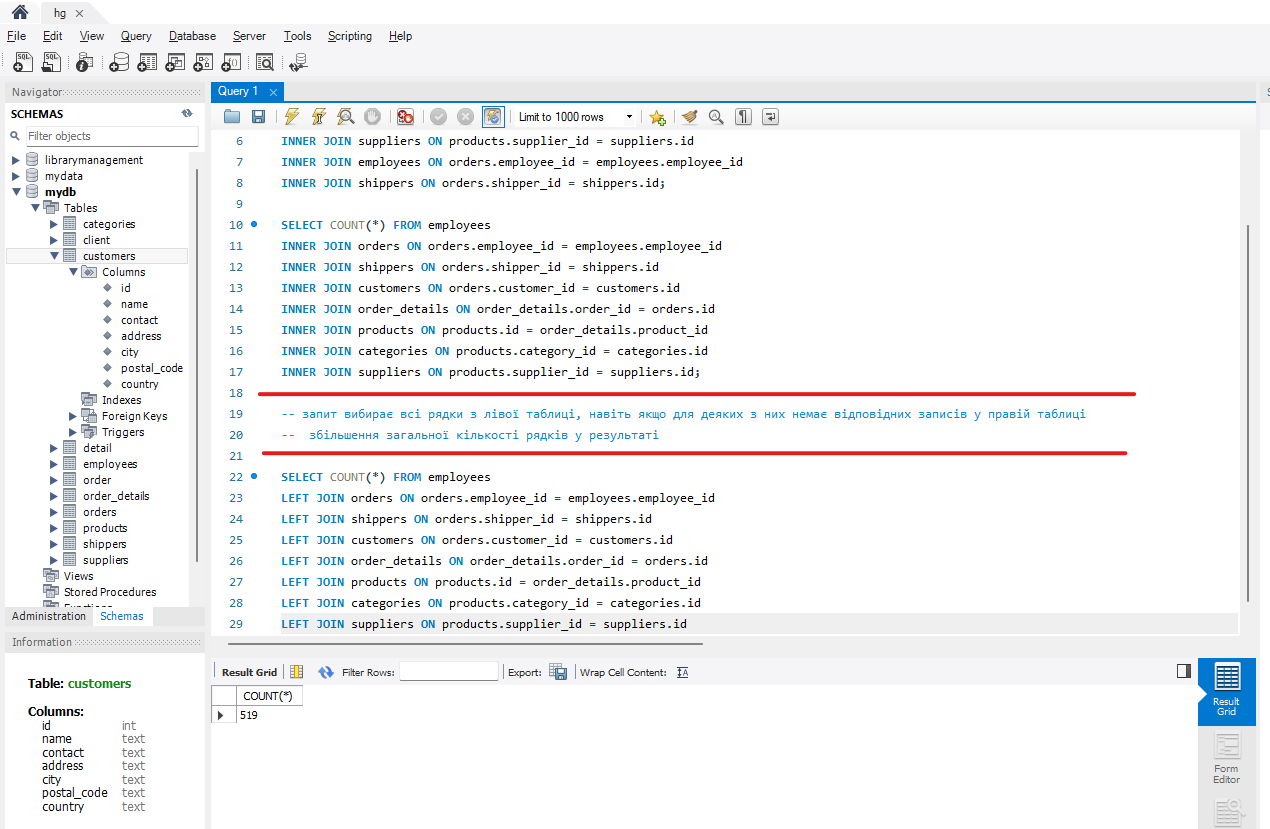 hg
File Edit View Query Database Server Tools Scripting Help
Navigator
SCHEMAS
Filter objects
librarymanagement
mydata
mydb
Tables
categories
client
customers
Columns
id
name
contact
address
city
postal_code
country
Indexes
Foreign Keys
Triggers
detail
employees
order
order_details
orders
products
shippers
suppliers
Views
Stored Procedures
Administration Schemas
Information
Table: customers
Columns:
id int
name text
contact text
address text
city text
postal_code text
country text
Query 1
Limit to 1000 rows
6 INNER JOIN suppliers ON products.supplier_id = suppliers.id
7 INNER JOIN employees ON orders.employee_id = employees.employee_id
8 INNER JOIN shippers ON orders.shipper_id = shippers.id;
9
10 SELECT COUNT(*) FROM employees
11 INNER JOIN orders ON orders.employee_id = employees.employee_id
12 INNER JOIN shippers ON orders.shipper_id = shippers.id
13 INNER JOIN customers ON orders.customer_id = customers.id
14 INNER JOIN order_details ON order_details.order_id = orders.id
15 INNER JOIN products ON products.id = order_details.product_id
16 INNER JOIN categories ON products.category_id = categories.id
17 INNER JOIN suppliers ON products.supplier_id = suppliers.id;
18
19 -- запит вибирає всі рядки з лівої таблиці, навіть якщо для деяких з них немає відповідних записів у правій таблиці
20 --  збільшення загальної кількості рядків у результаті
21
22 SELECT COUNT(*) FROM employees
23 LEFT JOIN orders ON orders.employee_id = employees.employee_id
24 LEFT JOIN shippers ON orders.shipper_id = shippers.id
25 LEFT JOIN customers ON orders.customer_id = customers.id
26 LEFT JOIN order_details ON order_details.order_id = orders.id
27 LEFT JOIN products ON products.id = order_details.product_id
28 LEFT JOIN categories ON products.category_id = categories.id
29 LEFT JOIN suppliers ON products.supplier_id = suppliers.id
Result Grid Filter Rows: Export: Wrap Cell Content:
COUNT(*)
519
Result
Grid
Form
Editor